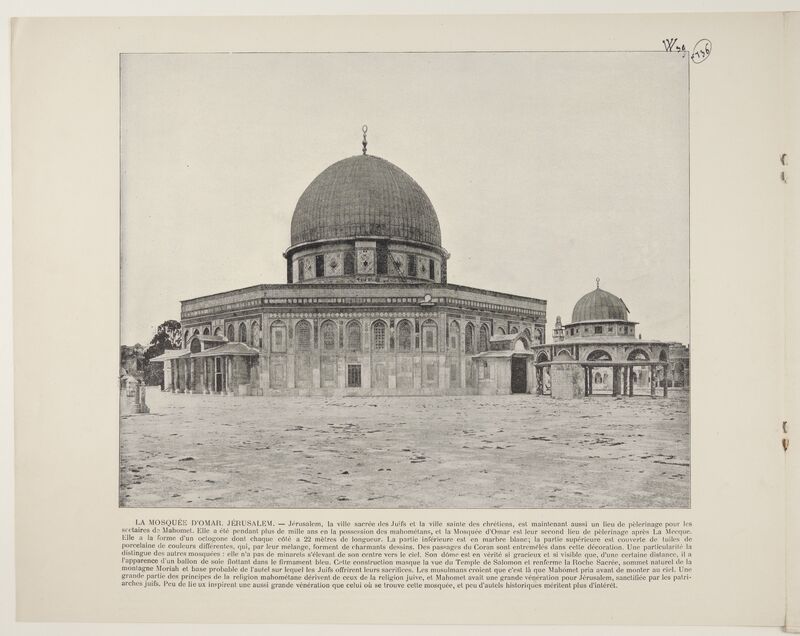 W 39 4736
LA MOSQUÉE D'OMAR, JÉRUSALEM. — Jérusalem, la ville sacrée des Juifs et la ville sainte des chrétiens, est maintenant aussi un lieu de pèlerinage pour les
sectaires de Mahomet. Elle a été pendant plus de mille ans en la possession des mahométans, et la Mosquée d'Omar est leur second lieu de pèlerinage après La Mecque.
Elle a la forme d'un octogone dont chaque côté a 22 mètres de longueur. La partie inférieure est en marbre blanc; la partie supérieure est couverte de tuiles de
porcelaine de couleurs différentes, qui, par leur mélange, forment de charmants dessins. Des passages du Coran sont entremêlés dans cette décoration. Une particularité la
distingue des autres mosquées : elle n'a pas de minarets s'élevant de son centre vers le ciel. Son dôme est en vérité si gracieux et si visible que, d'une certaine distance, il a
l'apparence d'un ballon de soie flottant dans le firmament bleu. Cette construction masque la vue du Temple de Salomon et renferme la Roche Sacrée, sommet naturel de la
montagne Moriah et base probable de l'autel sur lequel les Juifs offrirent leurs sacrifices. Les musulmans croient que c'est là que Mahomet pria avant de monter au ciel. Une
grande partie des principes de la religion mahométane dérivent de ceux de la religion juive, et Mahomet avait une grande vénération pour Jérusalem, sanctifiée par les patri-
arches juifs. Peu de lieux inspirent une aussi grande vénération que celui où se trouve cette mosquée, et peu d'autels historiques méritent plus d'intérêt.